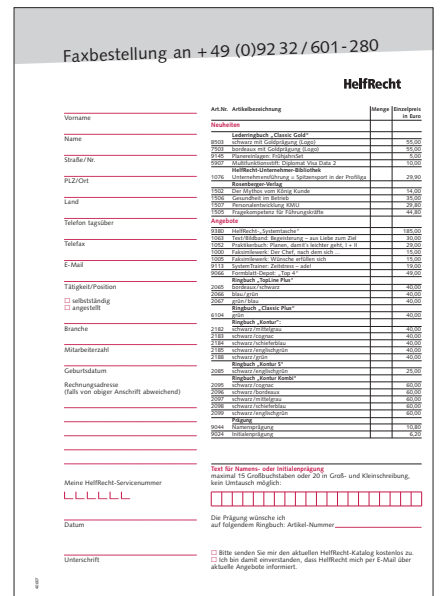 Faxbestellung an +49 (0)92 32/601-280
HelfRecht
Vorname
Name
Straße/Nr.
PLZ/Ort
Land
Telefon tagsüber
Telefax
E-Mail
Tätigkeit/Position
selbstständig
angestellt
Branche
Mitarbeiterzahl
Geburtsdatum
Rechnungsadresse
(falls von obiger Anschrift abweichend)
Meine HelfRecht-Servicenummer
Datum
Unterschrift
Art.Nr. Artikelbezeichnung Menge Einzelpreis
in Euro
Neuheiten
Lederringbuch „Classic Gold"
8503 schwarz mit Goldprägung (Logo) 55,00
7503 bordeaux mit Goldprägung (Logo) 55,00
9145 Planereinlagen: FrühjahrSet 5,00
5907 Multifunktionsstift: Diplomat Visa Data 2 10,00
HelfRecht-Unternehmer-Bibliothek
1076 Unternehmensführung = Spitzensport in der Profiliga 29,90
Rosenberger-Verlag
1502 Der Mythos vom König Kunde 14,00
1506 Gesundheit im Betrieb 35,00
1507 Personalentwicklung KMU 29,80
1505 Fragekompetenz für Führungskräfte 44,80
Angebote
9380 HelfRecht-„Systemtasche" 185,00
1063 Text/Bildband: Begeisterung – aus Liebe zum Ziel 30,00
1052 Praktikerbuch: Planen, damit's leichter geht, I + II 29,00
1000 Faksimilewerk: Der Chef, nach dem sich ... 15,00
1005 Faksimilewerk: Wünsche erfüllen sich 15,00
9113 SystemTrainer: Zeitstress – ade! 19,00
9066 Formblatt-Depot: „Top 4" 49,00
Ringbuch „TopLine Plus"
2065 bordeaux/schwarz 40,00
2066 blau/grün 40,00
2067 grün/blau 40,00
Ringbuch „Classic Plus"
6104 grün 40,00
Ringbuch „Kontur":
2182 schwarz/mittelgrau 40,00
2183 schwarz/cognac 40,00
2184 schwarz/schieferblau 40,00
2185 schwarz/englischgrün 40,00
2188 schwarz/grün 40,00
Ringbuch „Kontur S"
2085 schwarz/englischgrün 25,00
Ringbuch „Kontur Kombi"
2095 schwarz/cognac 60,00
2096 schwarz/bordeaux 60,00
2097 schwarz/mittelgrau 60,00
2098 schwarz/schieferblau 60,00
2099 schwarz/englischgrün 60,00
Prägung
9044 Namensprägung 10,80
9024 Initialenprägung 6,20
Text für Namens- oder Initialenprägung
maximal 15 Großbuchstaben oder 20 in Groß- und Kleinschreibung,
kein Umtausch möglich:
Die Prägung wünsche ich
auf folgendem Ringbuch: Artikel-Nummer
Bitte senden Sie mir den aktuellen HelfRecht-Katalog kostenlos zu.
Ich bin damit einverstanden, dass HelfRecht mich per E-Mail über
aktuelle Angebote informiert.